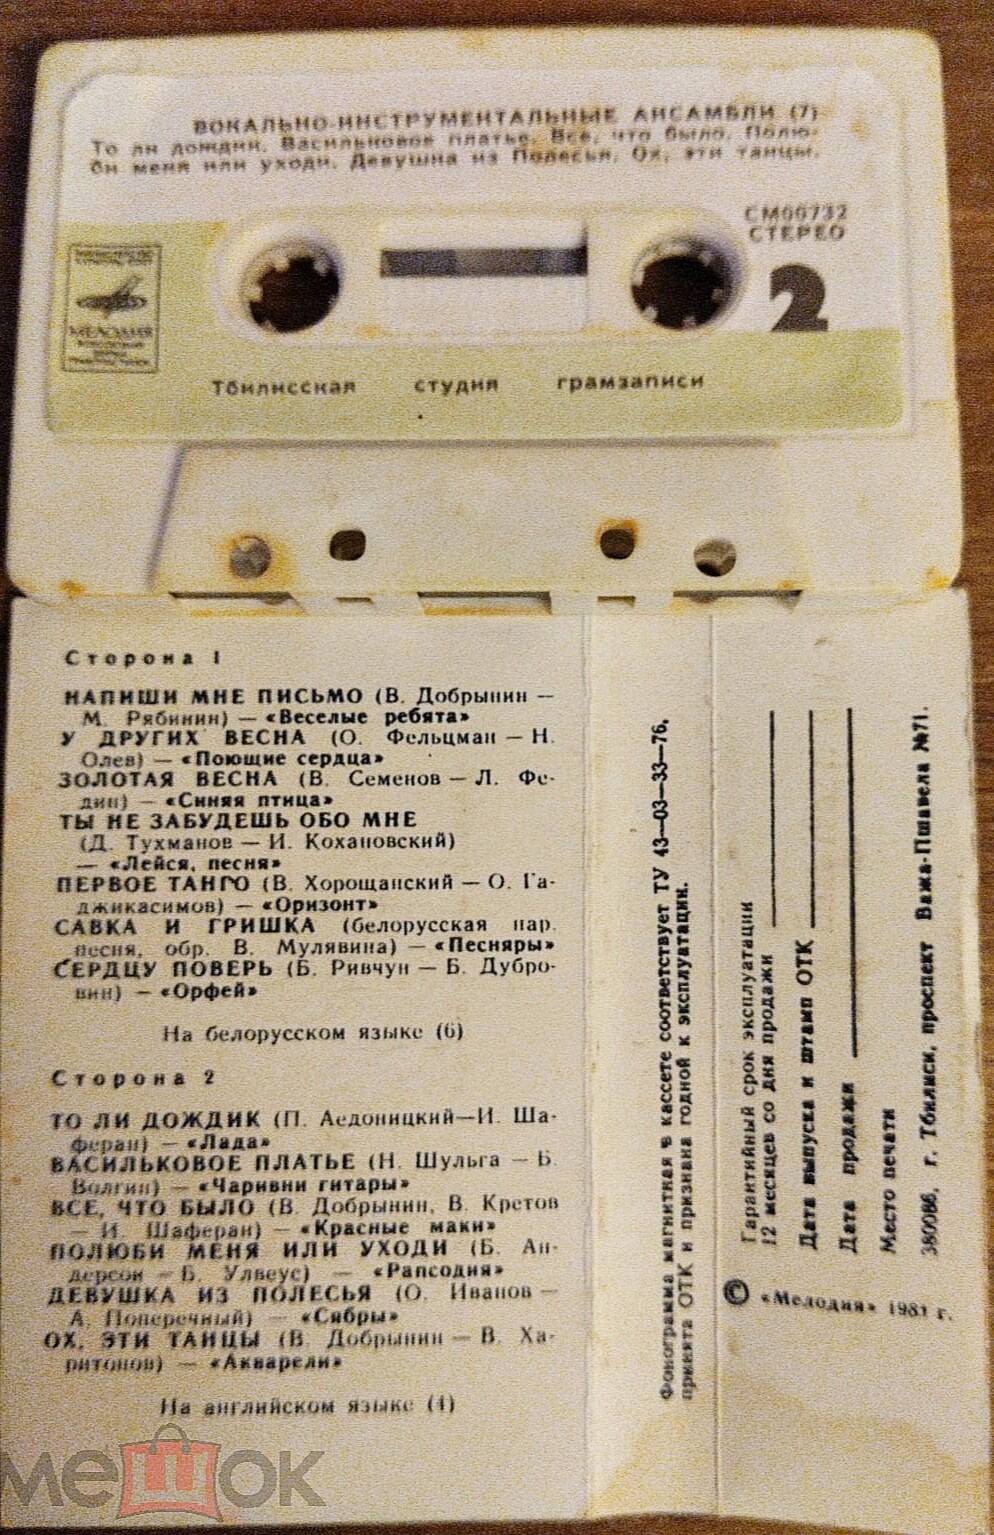 ВОКАЛЬНО-ИНСТРУМЕНТАЛЬНЫЕ АНСАМБЛИ (7)
То ли дождик. Васильковое платье. Все, что было. Полю-
би меня или уходи. Девушка из Полесья. Ох, эти танцы.
СМ00732
СТЕРЕО
2
МЕЛОДИЯ
Тбилисская студия грамзаписи
Сторона 1
НАПИШИ МНЕ ПИСЬМО (В. Добрынин —
М. Рябинин) — «Веселые ребята»
У ДРУГИХ ВЕСНА (О. Фельцман — Н.
Олев) — «Поющие сердца»
ЗОЛОТАЯ ВЕСНА (В. Семенов — Л. Фе-
дин) — «Синяя птица»
ТЫ НЕ ЗАБУДЕШЬ ОБО МНЕ
(Д. Тухманов — И. Кохановский)
— «Лейся, песня»
ПЕРВОЕ ТАНГО (В. Хорощанский — О. Га-
джикасимов) — «Оризонт»
САВКА И ГРИШКА (белорусская нар.
песня, обр. В. Мулявина) — «Песняры»
СЕРДЦУ ПОВЕРЬ (Б. Ривчун — Б. Дубро-
вин) — «Орфей»
На белорусском языке (6)
Сторона 2
ТО ЛИ ДОЖДИК (П. Аедоницкий—И. Ша-
феран) — «Лада»
ВАСИЛЬКОВОЕ ПЛАТЬЕ (Н. Шульга — Б.
Волгин) — «Чаривни гитары»
ВСЕ, ЧТО БЫЛО (В. Добрынин, В. Кретов
— И. Шаферан) — «Красные маки»
ПОЛЮБИ МЕНЯ ИЛИ УХОДИ (Б. Ан-
дерсон — Б. Улвеус) — «Рапсодия»
ДЕВУШКА ИЗ ПОЛЕСЬЯ (О. Иванов —
А. Поперечный) — «Сябры»
ОХ, ЭТИ ТАНЦЫ (В. Добрынин — В. Ха-
ритонов) — «Акварели»
На английском языке (4)
Фонограмма магнитная в кассете соответствует ТУ 43—03—33—76,
принята ОТК и признана годной к эксплуатации.
Гарантийный срок эксплуатации
12 месяцев со дня продажи
Дата выпуска и штамп ОТК
Дата продажи
Место печати
380086, г. Тбилиси, проспект Важа-Пшавела №71.
© «Мелодия» 1981 г.
мешок